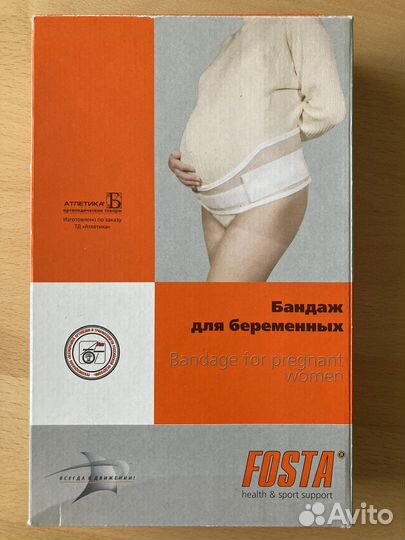 АТЛЕТИКА
ортопедические товары
Изготовлено по заказу
ТД «Атлетика»
Бандаж
для беременных
Bandage for pregnant
women
ВСЕГДА В ДВИЖЕНИИ!
FOSTA®
health & sport support
Avito